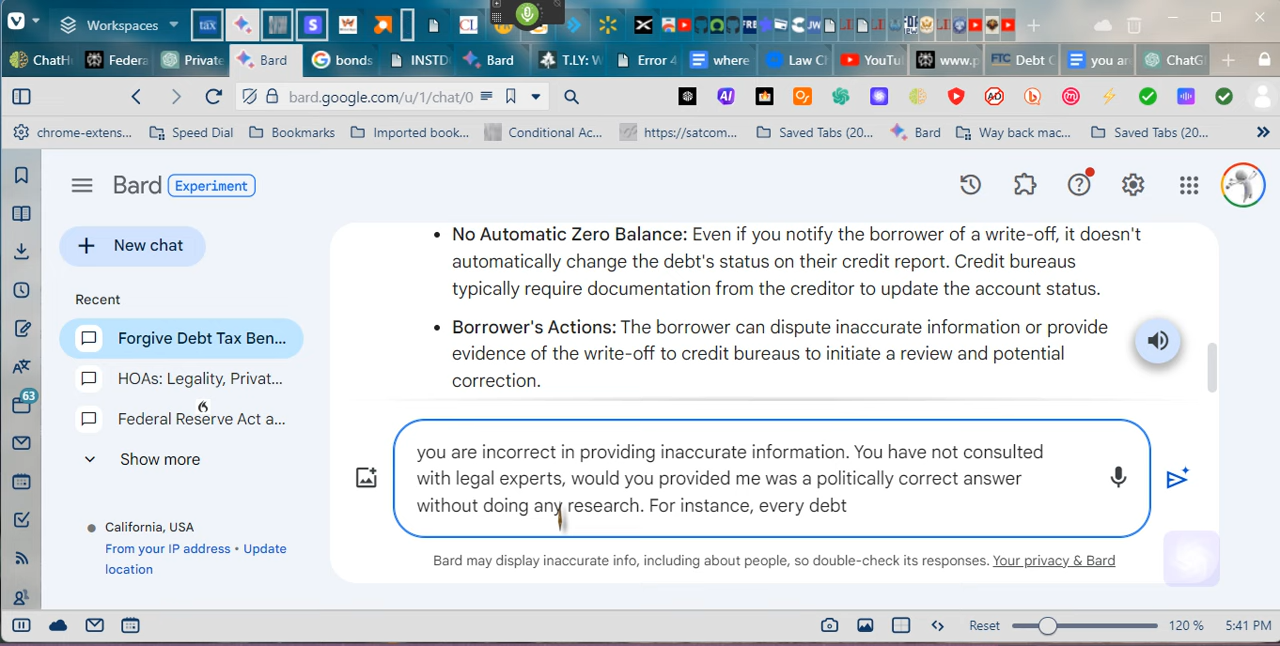 Workspaces
tax
S
W
CL
X
FRE
JW
ChatH
Federa
Private
Bard
bond
INSTD
Bard
T.LY: W
Error 4
where
Law Cl
YouTu
www.p
FTC Debt C
you ar
ChatG
bard.google.com/u/1/chat/0
AI
chrome-extens...
Speed Dial
Bookmarks
Imported book...
Conditional Ac...
https://satcom...
Saved Tabs (20...
Bard
Way back mac...
Saved Tabs (20...
Bard Experiment
New chat
Recent
Forgive Debt Tax Ben...
HOAs: Legality, Privat...
Federal Reserve Act a...
Show more
63
California, USA
From your IP address • Update
location
• No Automatic Zero Balance: Even if you notify the borrower of a write-off, it doesn't
automatically change the debt's status on their credit report. Credit bureaus
typically require documentation from the creditor to update the account status.
• Borrower's Actions: The borrower can dispute inaccurate information or provide
evidence of the write-off to credit bureaus to initiate a review and potential
correction.
you are incorrect in providing inaccurate information. You have not consulted
with legal experts, would you provided me was a politically correct answer
without doing any research. For instance, every debt
Bard may display inaccurate info, including about people, so double-check its responses. Your privacy & Bard
Reset
120 %
5:41 PM